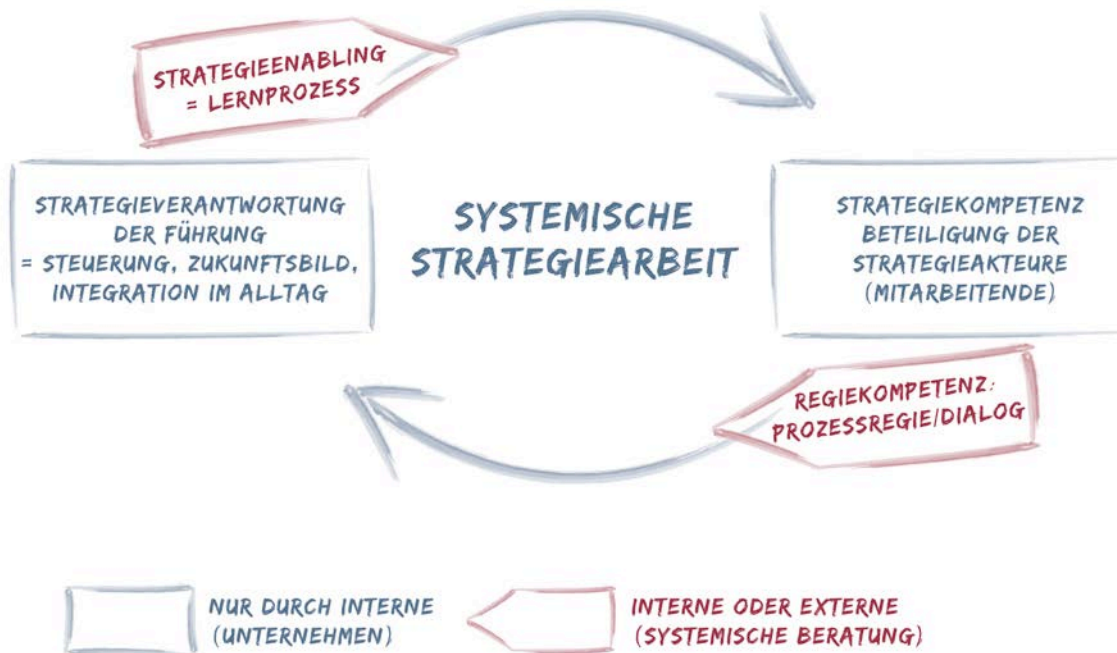 STRATEGIEENABLING
= LERNPROZESS
STRATEGIEVERANTWORTUNG
DER FÜHRUNG
= STEUERUNG, ZUKUNFTSBILD,
INTEGRATION IM ALLTAG
SYSTEMISCHE
STRATEGIEARBEIT
STRATEGIEKOMPETENZ
BETEILIGUNG DER
STRATEGIEAKTEURE
(MITARBEITENDE)
REGIEKOMPETENZ:
PROZESSREGIE/DIALOG
NUR DURCH INTERNE
(UNTERNEHMEN)
INTERNE ODER EXTERNE
(SYSTEMISCHE BERATUNG)